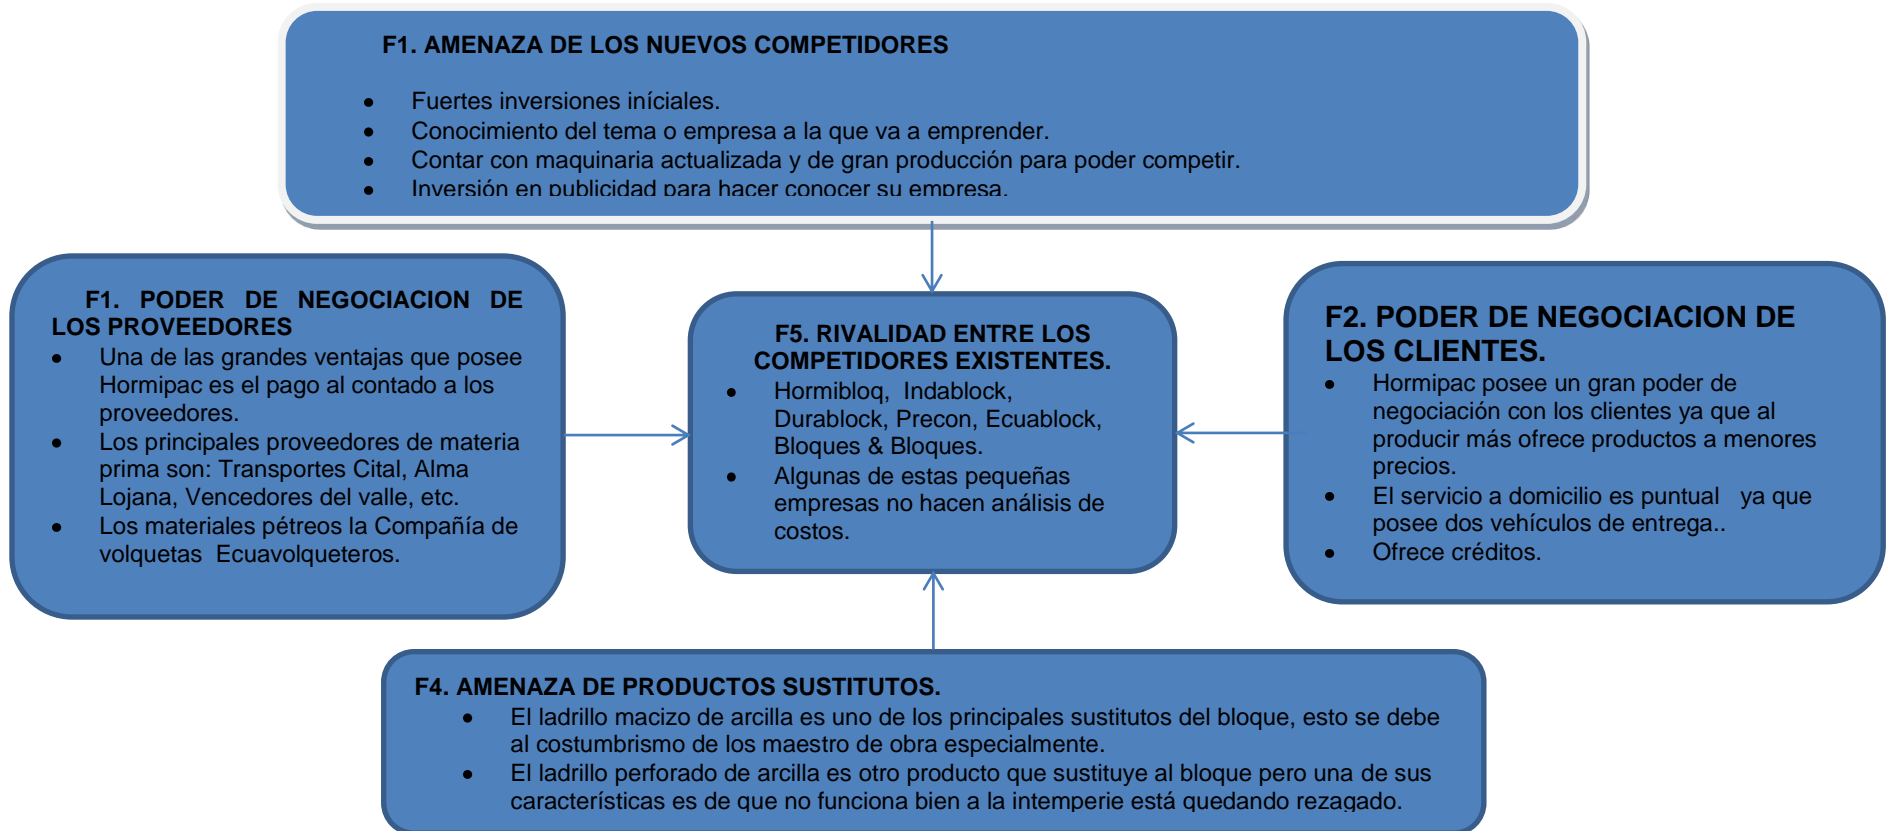 F1. AMENAZA DE LOS NUEVOS COMPETIDORES
• Fuertes inversiones iníciales.
• Conocimiento del tema o empresa a la que va a emprender.
• Contar con maquinaria actualizada y de gran producción para poder competir.
• Inversión en publicidad para hacer conocer su empresa.
F1. PODER DE NEGOCIACION DE
LOS PROVEEDORES
• Una de las grandes ventajas que posee
Hormipac es el pago al contado a los
proveedores.
• Los principales proveedores de materia
prima son: Transportes Cital, Alma
Lojana, Vencedores del valle, etc.
• Los materiales pétreos la Compañía de
volquetas Ecuavolqueteros.
F5. RIVALIDAD ENTRE LOS
COMPETIDORES EXISTENTES.
• Hormibloq, Indablock,
Durablock, Precon, Ecuablock,
Bloques & Bloques.
• Algunas de estas pequeñas
empresas no hacen análisis de
costos.
F2. PODER DE NEGOCIACION DE
LOS CLIENTES.
• Hormipac posee un gran poder de
negociación con los clientes ya que al
producir más ofrece productos a menores
precios.
• El servicio a domicilio es puntual ya que
posee dos vehículos de entrega..
• Ofrece créditos.
F4. AMENAZA DE PRODUCTOS SUSTITUTOS.
• El ladrillo macizo de arcilla es uno de los principales sustitutos del bloque, esto se debe
al costumbrismo de los maestro de obra especialmente.
• El ladrillo perforado de arcilla es otro producto que sustituye al bloque pero una de sus
características es de que no funciona bien a la intemperie está quedando rezagado.